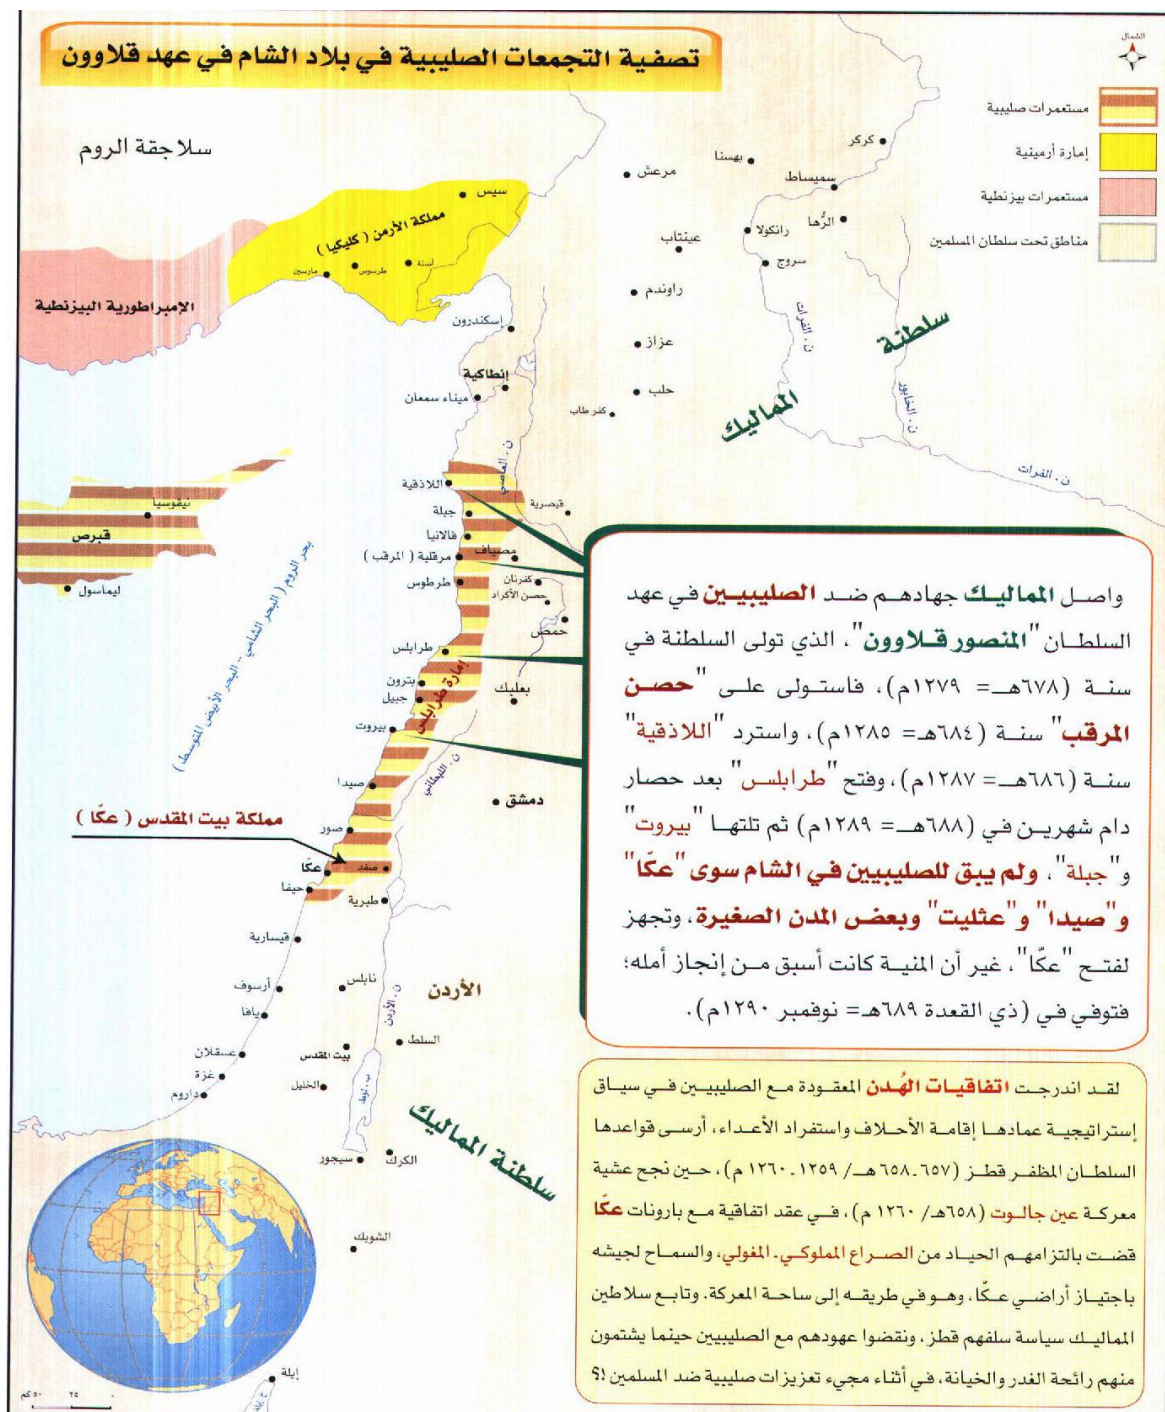 تصفية التجمعات الصليبية في بلاد الشام في عهد قلاوون
الشمال
مستعمرات صليبية
إمارة أرمينية
مستعمرات بيزنطية
مناطق تحت سلطان المسلمين
سلاجقة الروم
كركر
بهسنا
مرعش
سميساط
سيس
مملكة الأرمن ( كليكيا )
الرُّها
رانكولا
عينتاب
أسنة
طرسوس
مارسين
سروج
الإمبراطورية البيزنطية
راوندم
ن. الفرات
إسكندرون
سلطنة
عزاز
إنطاكية
حلب
ن. الخابور
ميناء سمعان
كفر طاب
المماليك
ن. العاصي
ن. الفرات
اللاذقية
نيقوسيا
جبلة
قيصرية
قبرص
فالانيا
مرقلية ( المرقب )
مصياف
ليماسول
طرطوس
كفرنان
حصن الأكراد
حمص
بحر الروم ( البحر الشامي - البحر الأبيض المتوسط )
طرابلس
إمارة طرابلس
بترون
جبيل
بعلبك
بيروت
ن. الليطاني
صيدا
دمشق
مملكة بيت المقدس ( عكّا )
صور
عكّا
صفد
حيفا
طبرية
قيسارية
نابلس
الأردن
أرسوف
ن. الأردن
يافا
السلط
عسقلان
بيت المقدس
غزة
الخليل
داروم
ب. لوط
سلطنة المماليك
سيجور
الكرك
الشوبك
إيلة
٥٠ كم
٢٥
٠
واصل المماليك جهادهم ضد الصليبيين في عهد
السلطان "المنصور قلاوون"، الذي تولى السلطنة في
سنة (٦٧٨هـ = ١٢٧٩م)، فاستولى على "حصن
المرقب" سنة (٦٨٤هـ = ١٢٨٥م)، واسترد "اللاذقية"
سنة (٦٨٦هـ = ١٢٨٧م)، وفتح "طرابلس" بعد حصار
دام شهرين في (٦٨٨هـ = ١٢٨٩م) ثم تلتها "بيروت"
و"جبلة"، ولم يبق للصليبيين في الشام سوى "عكّا"
و"صيدا" و"عثليت" وبعض المدن الصغيرة، وتجهز
لفتح "عكّا"، غير أن المنية كانت أسبق من إنجاز أمله؛
فتوفي في (ذي القعدة ٦٨٩هـ = نوفمبر ١٢٩٠م).
لقد اندرجت اتفاقيات الهُدن المعقودة مع الصليبيين في سياق
إستراتيجية عمادها إقامة الأحلاف واستفراد الأعداء، أرسى قواعدها
السلطان المظفر قطز (٦٥٧-٦٥٨ هـ/ ١٢٥٩-١٢٦٠ م)، حين نجح عشية
معركة عين جالوت (٦٥٨هـ/ ١٢٦٠ م)، في عقد اتفاقية مع بارونات عكّا
قضت بالتزامهم الحياد من الصراع المملوكي-المغولي، والسماح لجيشه
باجتياز أراضي عكّا، وهو في طريقه إلى ساحة المعركة. وتابع سلاطين
المماليك سياسة سلفهم قطز، ونقضوا عهودهم مع الصليبيين حينما يشتمون
منهم رائحة الغدر والخيانة، في أثناء مجيء تعزيزات صليبية ضد المسلمين !؟